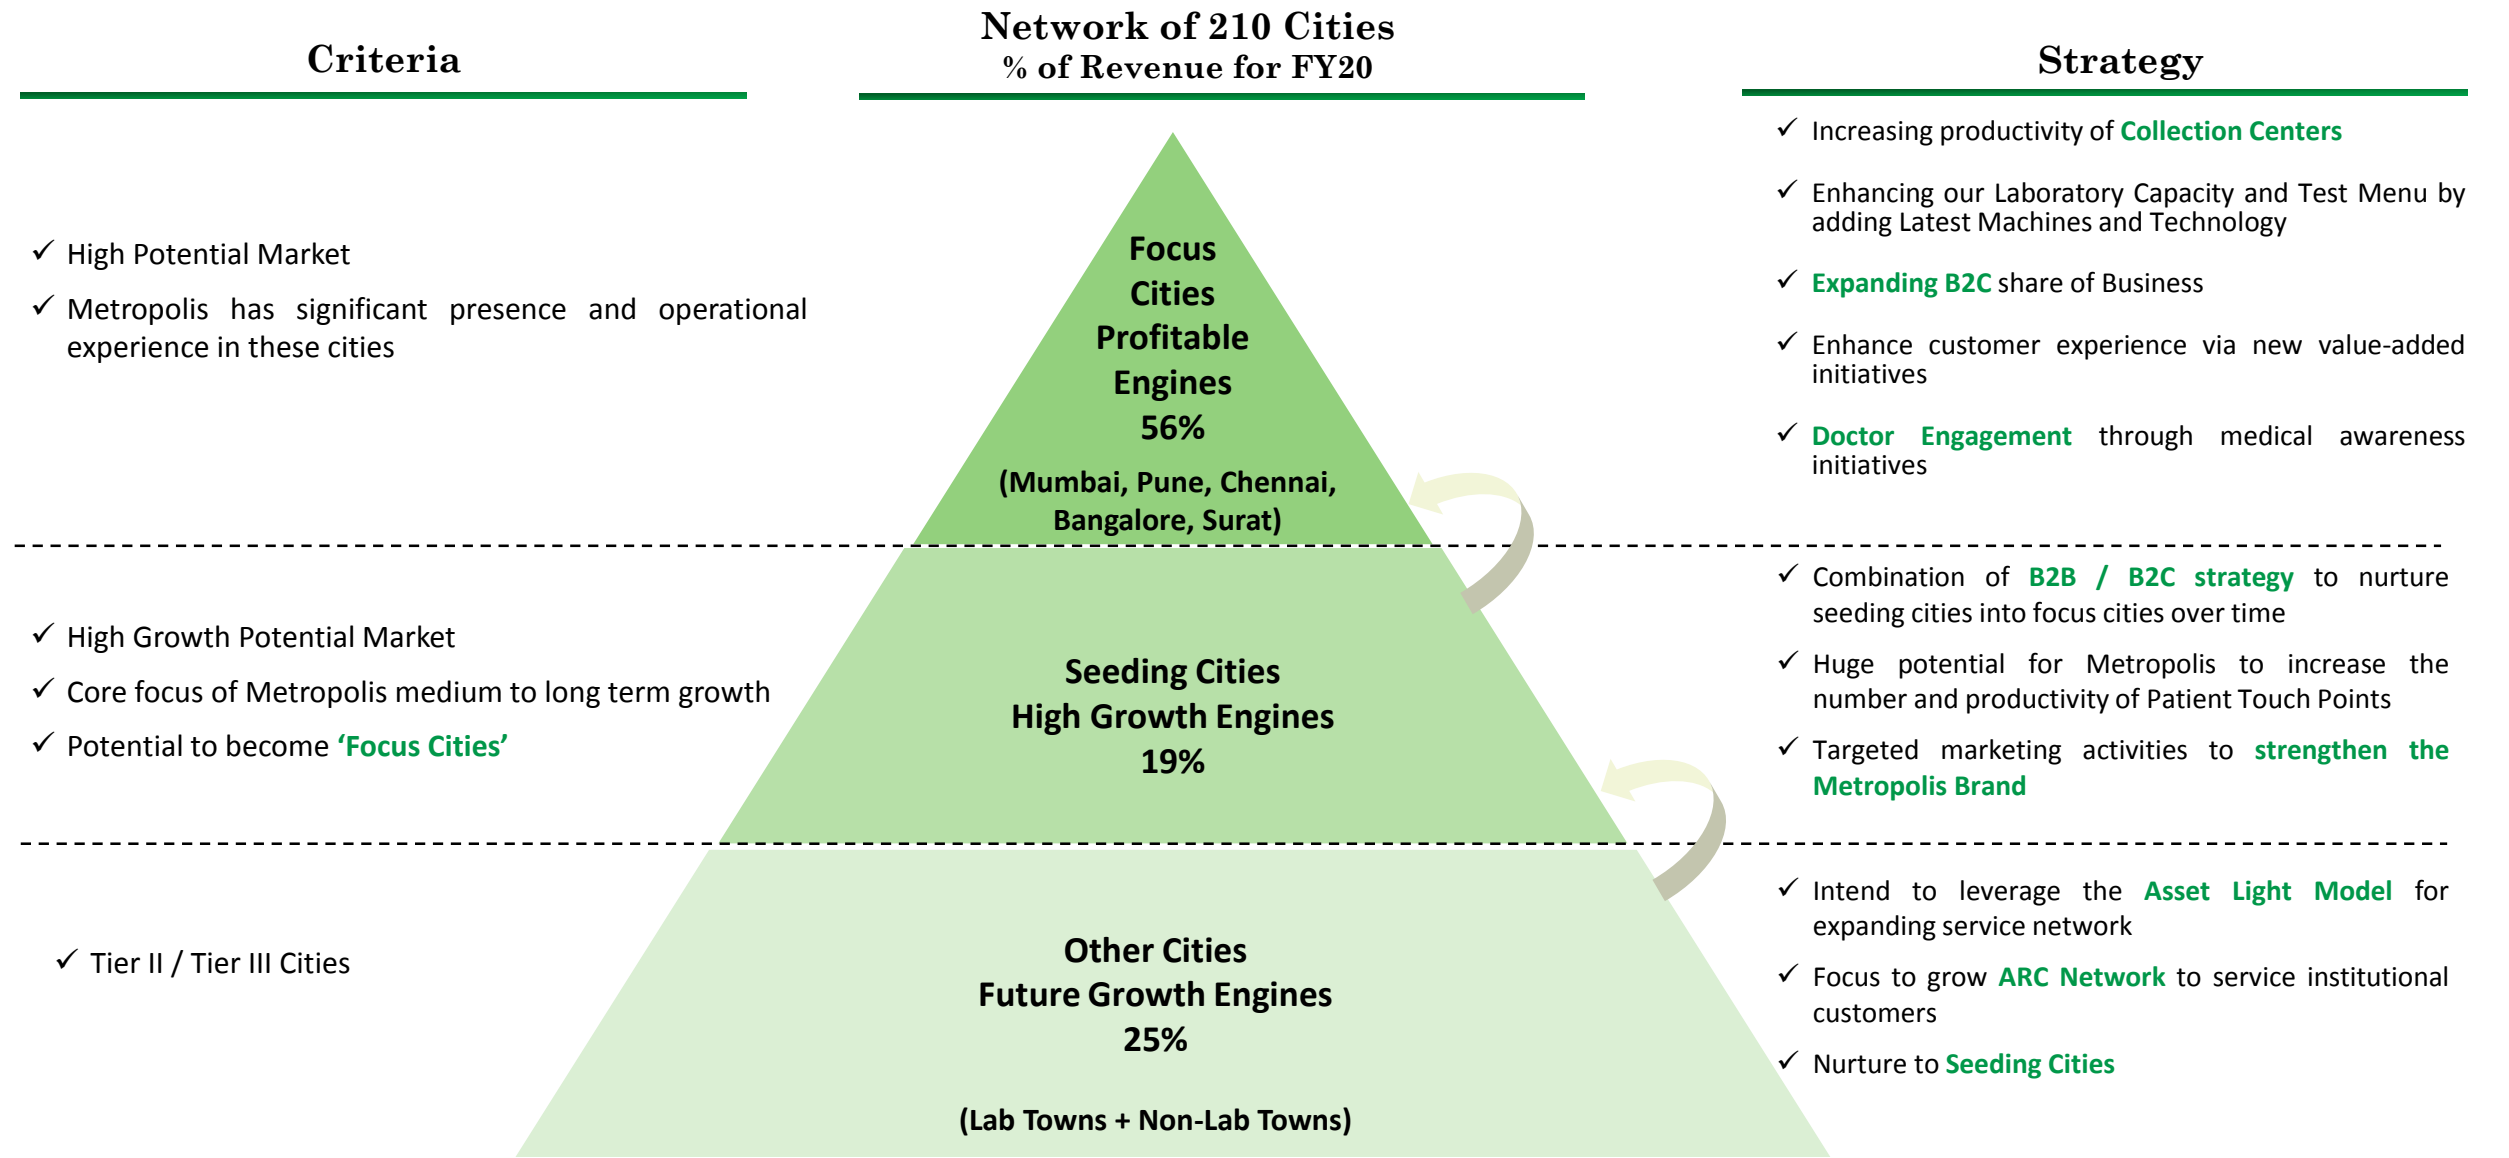 Criteria
Network of 210 Cities
% of Revenue for FY20
Strategy
✓ High Potential Market
✓ Metropolis has significant presence and operational
experience in these cities
Focus
Cities
Profitable
Engines
56%
(Mumbai, Pune, Chennai,
Bangalore, Surat)
✓ Increasing productivity of Collection Centers
✓ Enhancing our Laboratory Capacity and Test Menu by
adding Latest Machines and Technology
✓ Expanding B2C share of Business
✓ Enhance customer experience via new value-added
initiatives
✓ Doctor Engagement through medical awareness
initiatives
✓ High Growth Potential Market
✓ Core focus of Metropolis medium to long term growth
✓ Potential to become ‘Focus Cities’
Seeding Cities
High Growth Engines
19%
✓ Combination of B2B / B2C strategy to nurture
seeding cities into focus cities over time
✓ Huge potential for Metropolis to increase the
number and productivity of Patient Touch Points
✓ Targeted marketing activities to strengthen the
Metropolis Brand
✓ Tier II / Tier III Cities
Other Cities
Future Growth Engines
25%
(Lab Towns + Non-Lab Towns)
✓ Intend to leverage the Asset Light Model for
expanding service network
✓ Focus to grow ARC Network to service institutional
customers
✓ Nurture to Seeding Cities